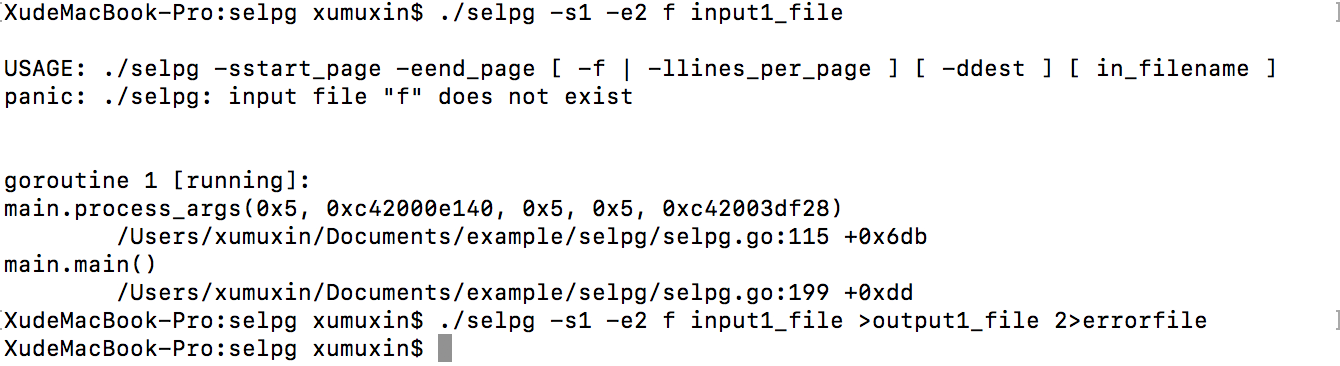 [XudeMacBook-Pro:selpg xumuxin$ ./selpg -s1 -e2 f input1_file ]
USAGE: ./selpg -sstart_page -eend_page [ -f | -llines_per_page ] [ -ddest ] [ in_filename ]
panic: ./selpg: input file "f" does not exist
goroutine 1 [running]:
main.process_args(0x5, 0xc42000e140, 0x5, 0x5, 0xc42003df28)
/Users/xumuxin/Documents/example/selpg/selpg.go:115 +0x6db
main.main()
/Users/xumuxin/Documents/example/selpg/selpg.go:199 +0xdd
[XudeMacBook-Pro:selpg xumuxin$ ./selpg -s1 -e2 f input1_file >output1_file 2>errorfile ]
XudeMacBook-Pro:selpg xumuxin$